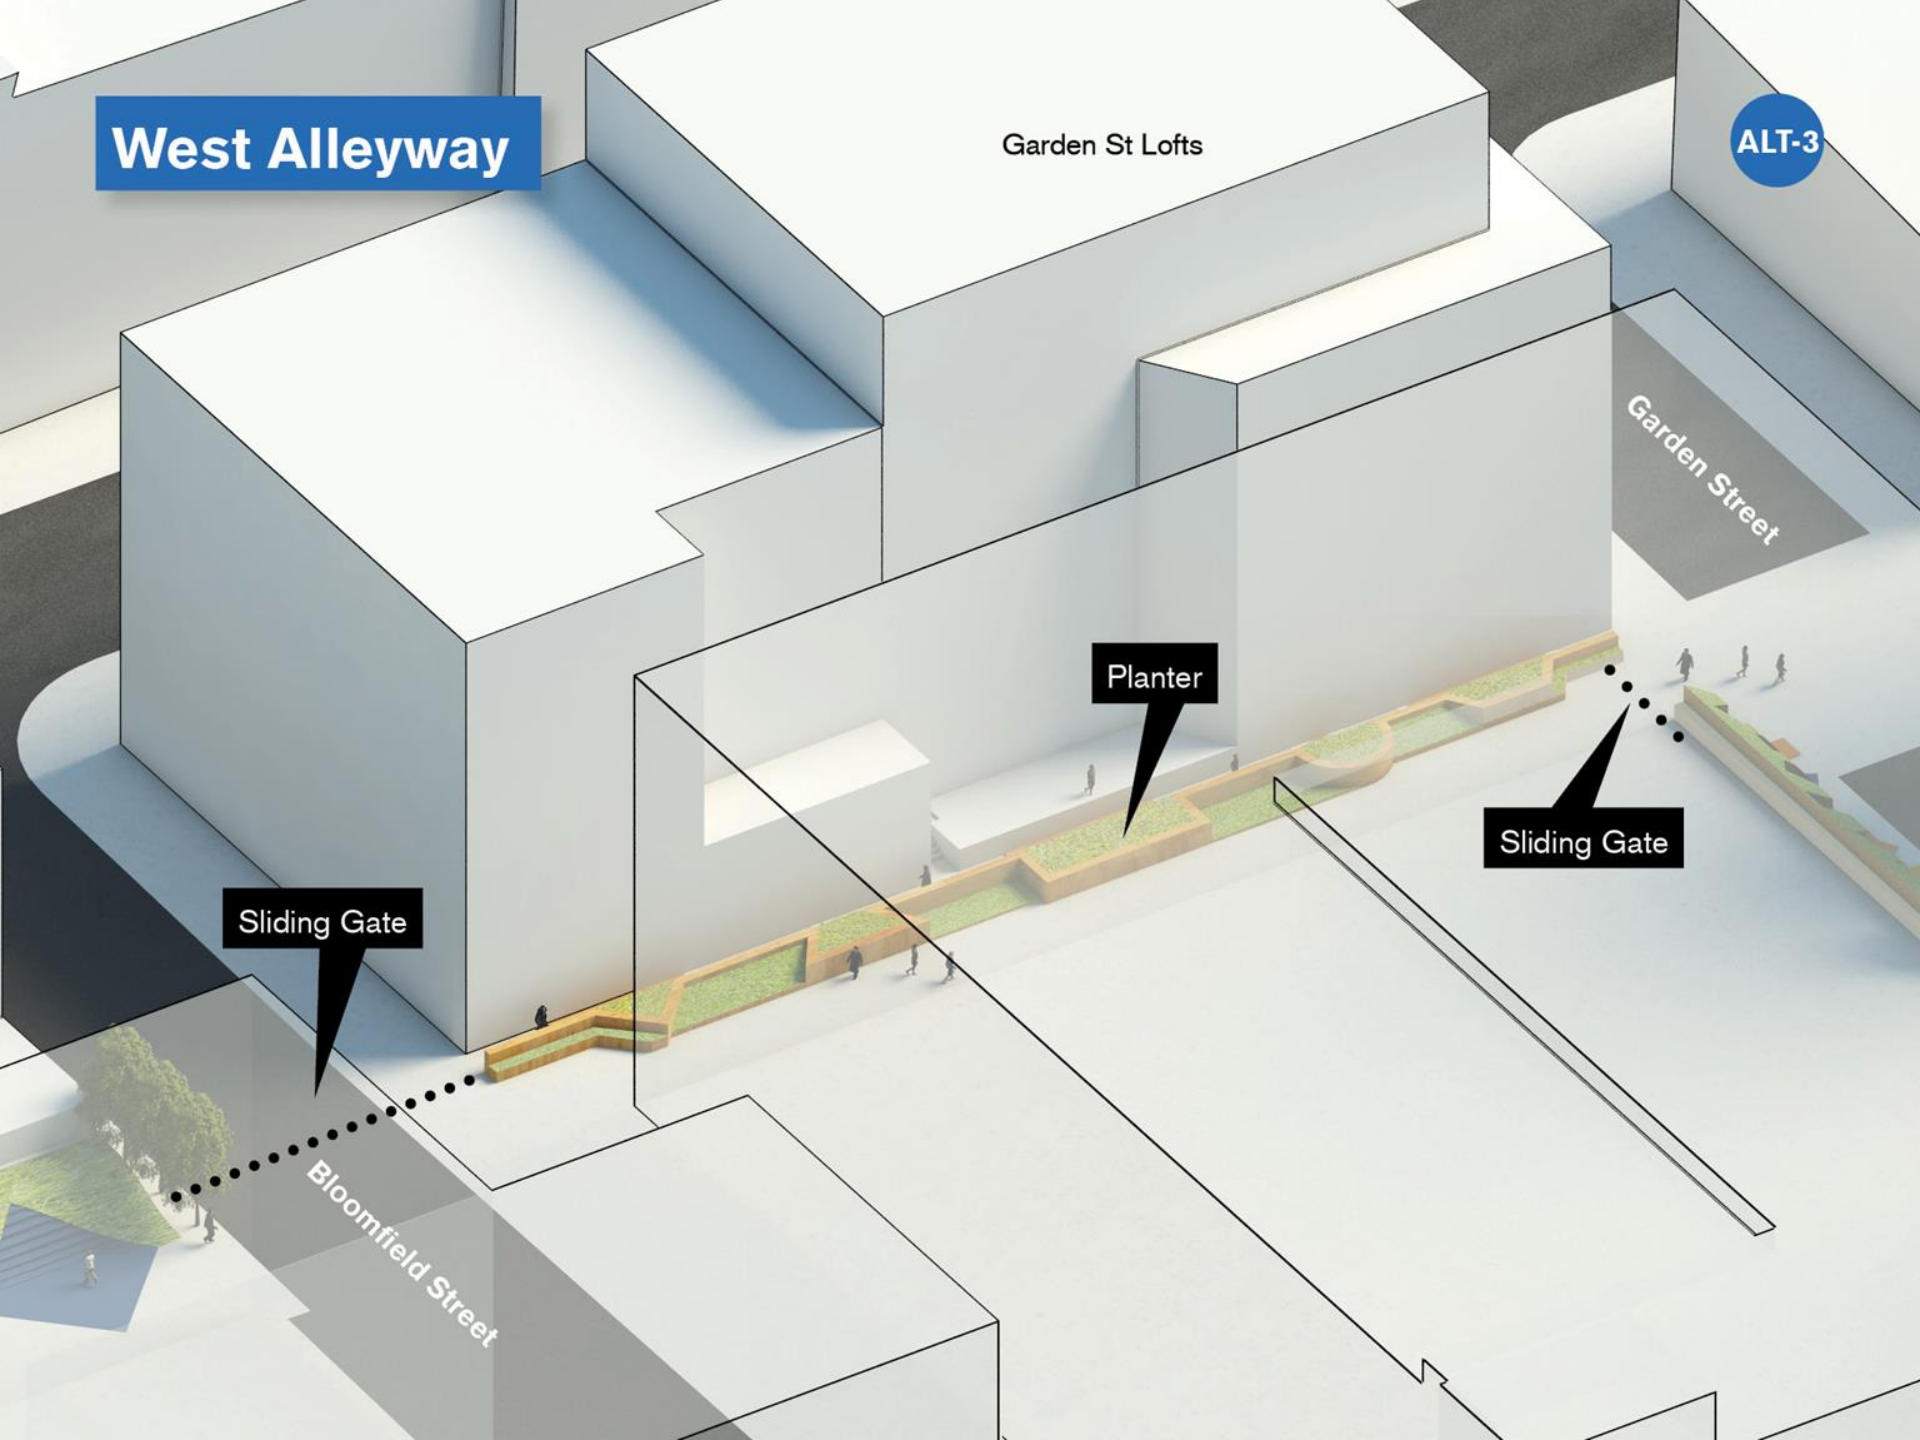 West Alleyway
Garden St Lofts
ALT-3
Garden Street
Planter
Sliding Gate
Sliding Gate
Bloomfield Street